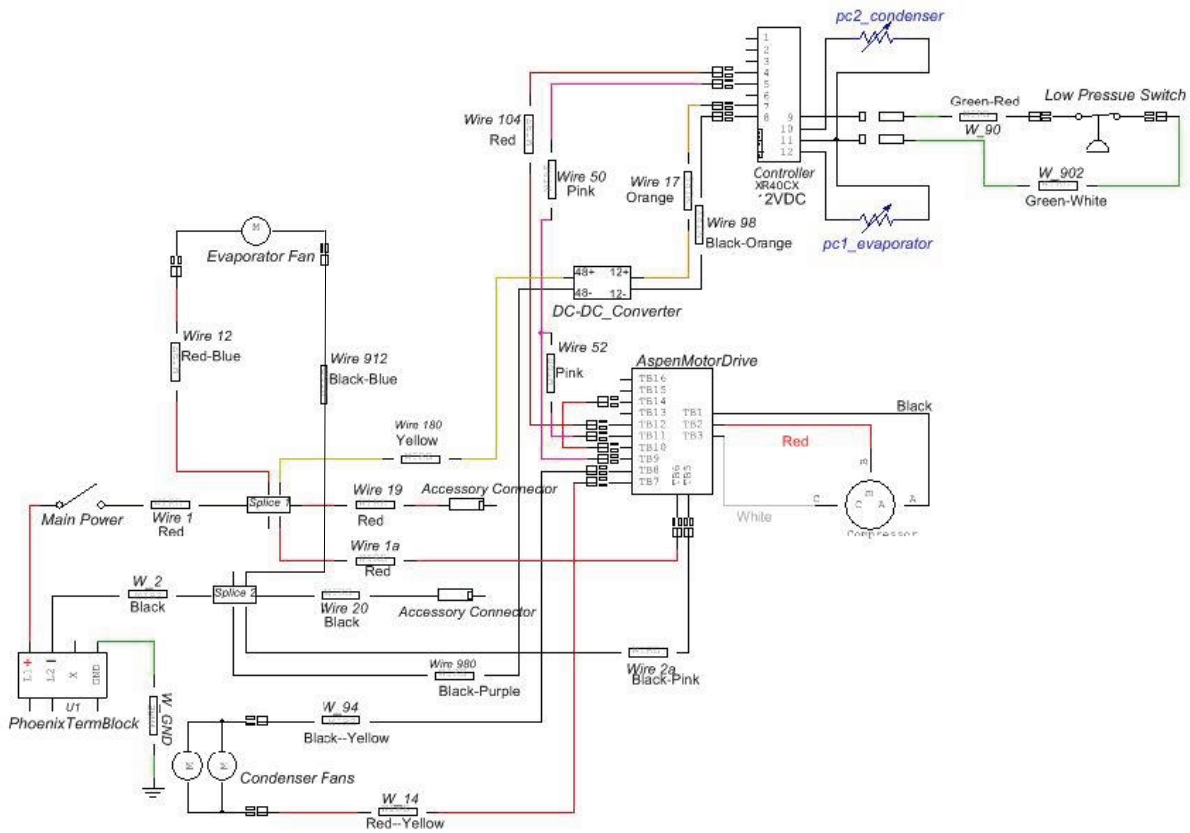 pc2_condenser
1
2
3
4
5
6
7
8
9
10
11
12
Controller
XR40CX
12VDC
Green-Red
W_90
Low Pressue Switch
W_902
Green-White
pc1_evaporator
Wire 104
Red
Wire 50
Pink
Wire 17
Orange
Wire 98
Black-Orange
M
Evaporator Fan
48+ 12+
48- 12-
DC-DC_Converter
Wire 12
Red-Blue
Wire 912
Black-Blue
Wire 52
Pink
AspenMotorDrive
TB16
TB15
TB14
TB13
TB12
TB11
TB10
TB9
TB8
TB7
TB1
TB2
TB3
TB6
TB5
Black
Red
White
B
C
A
m
C A
Compressor
Wire 180
Yellow
Main Power
Wire 1
Red
Splice 1
Wire 19
Red
Accessory Connector
Wire 1a
Red
W_2
Black
Splice 2
Wire 20
Black
Accessory Connector
L1 +
L2 –
X
GND
U1
PhoenixTermBlock
W_GND
Wire 980
Black-Purple
Wire 2a
Black-Pink
W_94
Black--Yellow
M
M
Condenser Fans
W_14
Red--Yellow